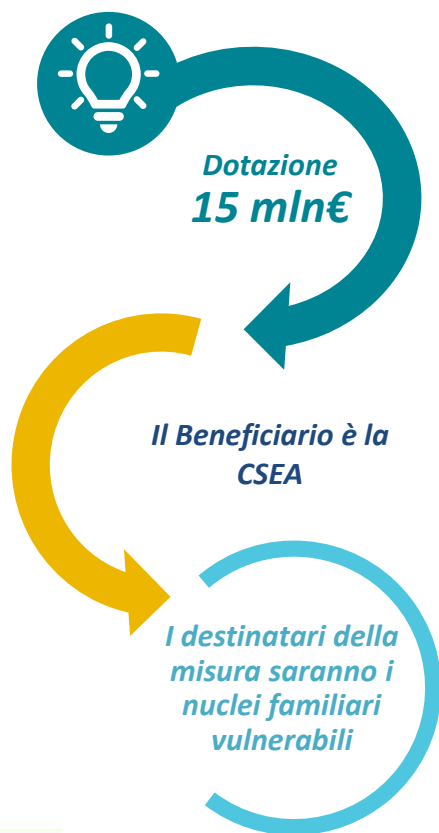 Dotazione
15 mln€
Il Beneficiario è la
CSEA
I destinatari della
misura saranno i
nuclei familiari
vulnerabili